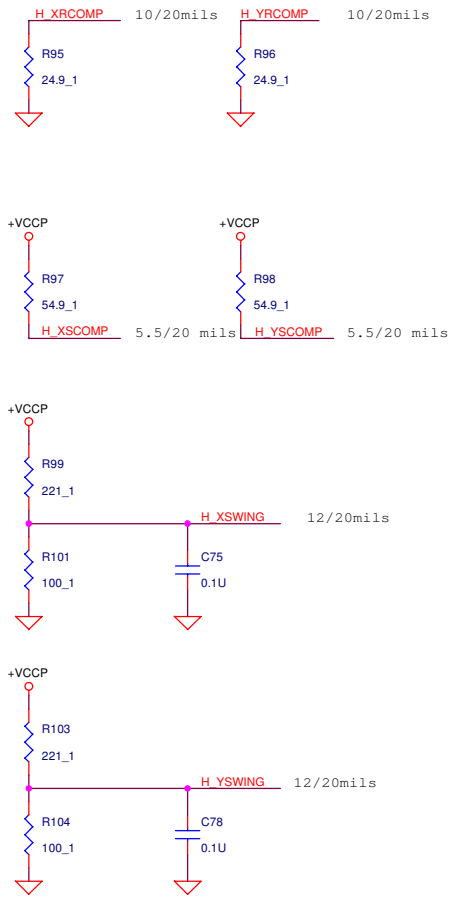 H_XRCOMP 10/20mils H_YRCOMP 10/20mils
R95 R96
24.9_1 24.9_1
+VCCP +VCCP
R97 R98
54.9_1 54.9_1
H_XSCOMP 5.5/20 mils H_YSCOMP 5.5/20 mils
+VCCP
R99
221_1
H_XSWING 12/20mils
R101 C75
100_1 0.1U
+VCCP
R103
221_1
H_YSWING 12/20mils
R104 C78
100_1 0.1U